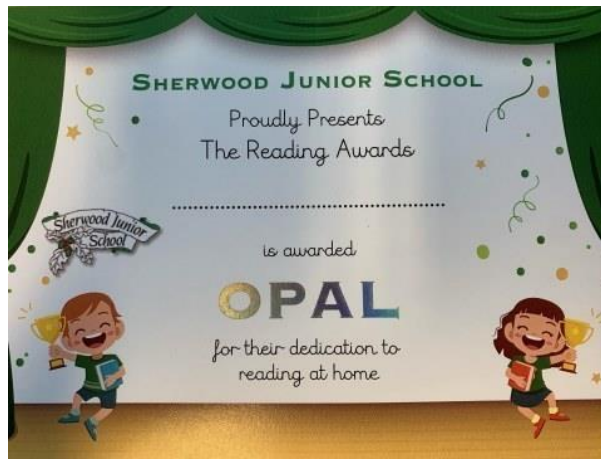 SHERWOOD JUNIOR SCHOOL
Proudly Presents
The Reading Awards
Sherwood Junior
School
is awarded
OPAL
for their dedication to
reading at home